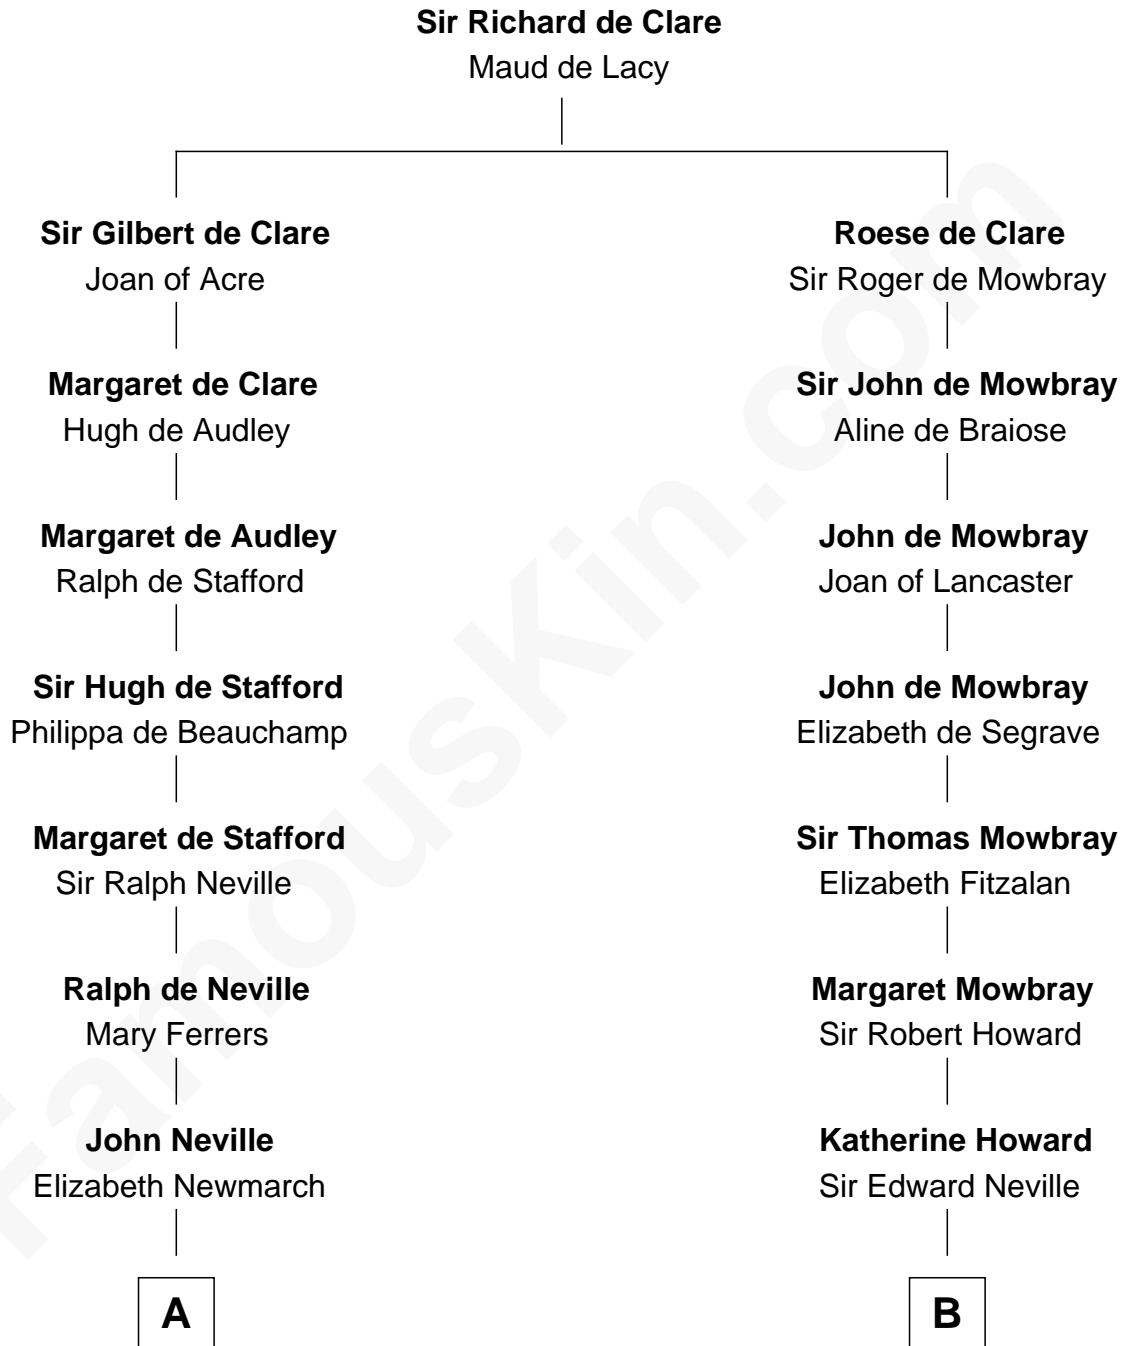 Sir Richard de Clare
Maud de Lacy
Sir Gilbert de Clare
Joan of Acre
Roese de Clare
Sir Roger de Mowbray
Margaret de Clare
Hugh de Audley
Sir John de Mowbray
Aline de Braiose
Margaret de Audley
Ralph de Stafford
John de Mowbray
Joan of Lancaster
Sir Hugh de Stafford
Philippa de Beauchamp
John de Mowbray
Elizabeth de Segrave
Margaret de Stafford
Sir Ralph Neville
Sir Thomas Mowbray
Elizabeth Fitzalan
Ralph de Neville
Mary Ferrers
Margaret Mowbray
Sir Robert Howard
John Neville
Elizabeth Newmarch
Katherine Howard
Sir Edward Neville
A
B
FamousKin.com